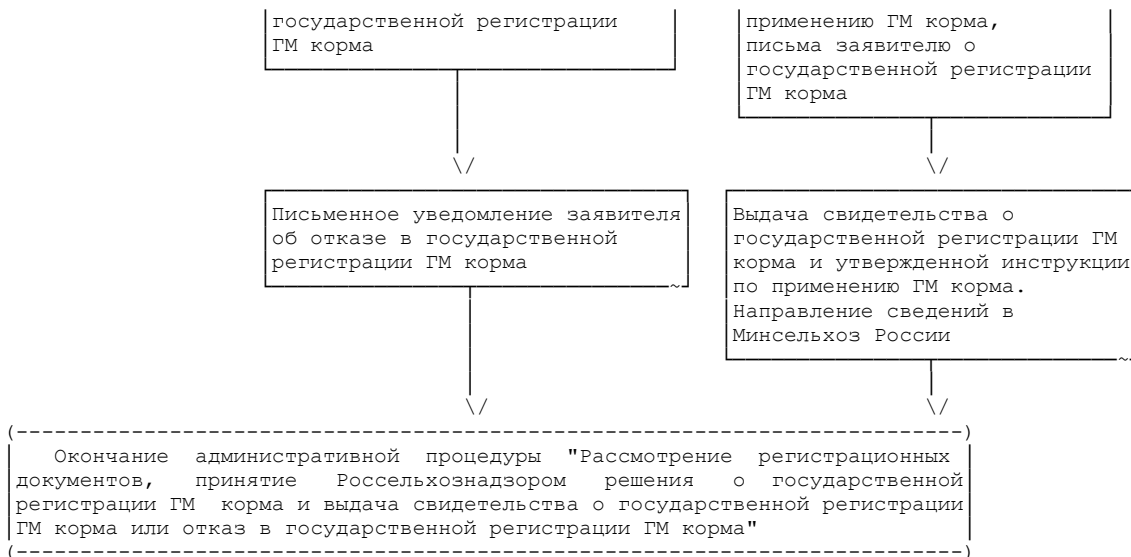 государственной регистрации
ГМ корма
применению ГМ корма,
письма заявителю о
государственной регистрации
ГМ корма
Письменное уведомление заявителя
об отказе в государственной
регистрации ГМ корма
Выдача свидетельства о
государственной регистрации ГМ
корма и утвержденной инструкции
по применению ГМ корма.
Направление сведений в
Минсельхоз России
Окончание административной процедуры "Рассмотрение регистрационных
документов, принятие Россельхознадзором решения о государственной
регистрации ГМ корма и выдача свидетельства о государственной регистрации
ГМ корма или отказ в государственной регистрации ГМ корма"